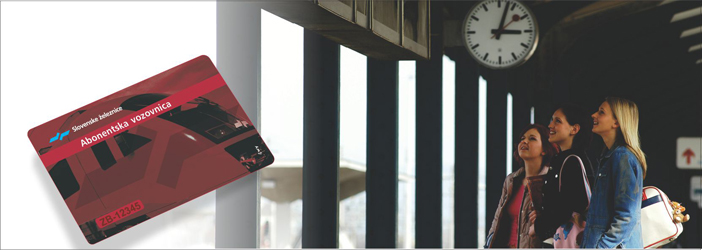 Slovenske železnice
Abonentska vozovnica
ZB-12345